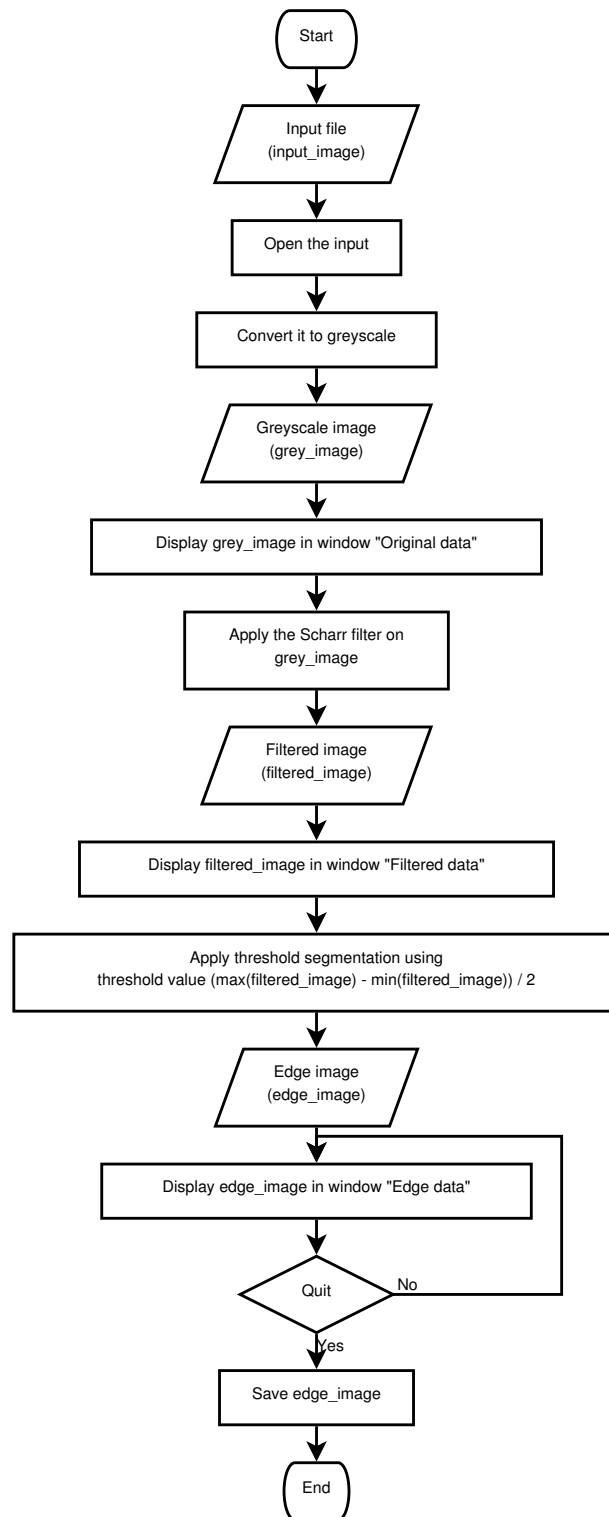 Start
Input file
(input_image)
Open the input
Convert it to greyscale
Greyscale image
(grey_image)
Display grey_image in window "Original data"
Apply the Scharr filter on
grey_image
Filtered image
(filtered_image)
Display filtered_image in window "Filtered data"
Apply threshold segmentation using
threshold value (max(filtered_image) - min(filtered_image)) / 2
Edge image
(edge_image)
Display edge_image in window "Edge data"
Quit
No
Yes
Save edge_image
End